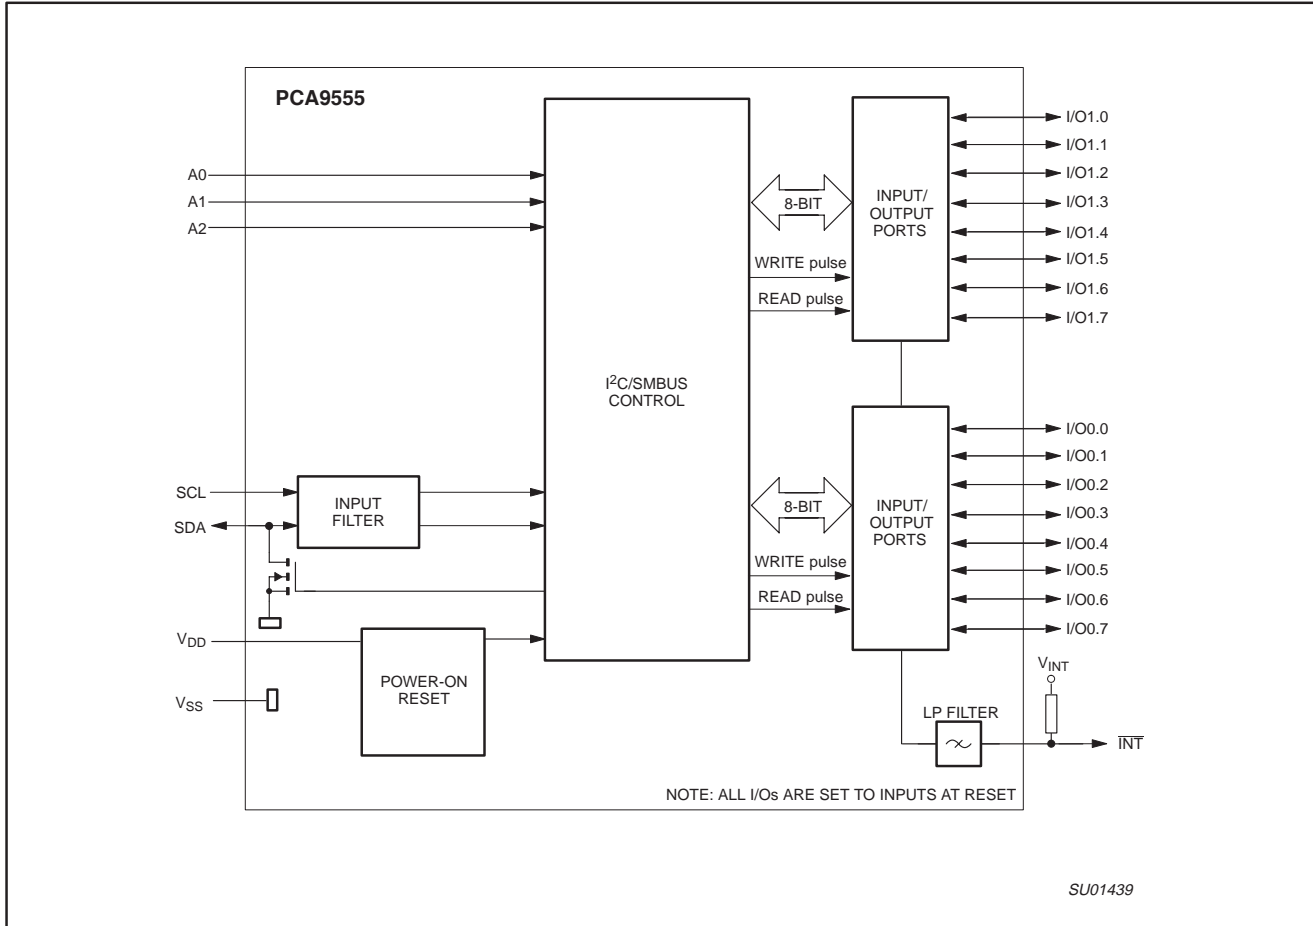 PCA9555
A0
A1
A2
SCL
SDA
VDD
VSS
INPUT
FILTER
POWER-ON
RESET
I2C/SMBUS
CONTROL
8-BIT
WRITE pulse
READ pulse
INPUT/
OUTPUT
PORTS
I/O1.0
I/O1.1
I/O1.2
I/O1.3
I/O1.4
I/O1.5
I/O1.6
I/O1.7
8-BIT
WRITE pulse
READ pulse
INPUT/
OUTPUT
PORTS
I/O0.0
I/O0.1
I/O0.2
I/O0.3
I/O0.4
I/O0.5
I/O0.6
I/O0.7
VINT
LP FILTER
INT
NOTE: ALL I/Os ARE SET TO INPUTS AT RESET
SU01439